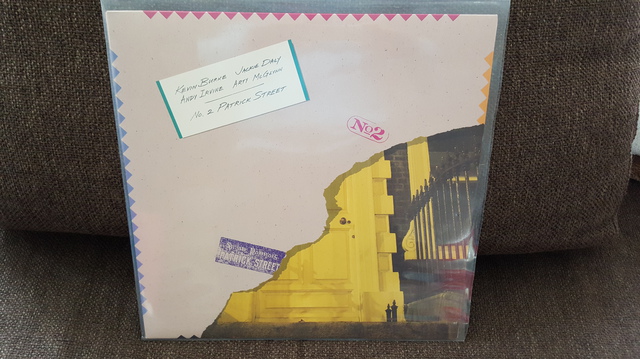 Kevin Burke Jackie Daly
Andy Irvine Arty McGlynn
No. 2 Patrick Street
No2
PATRICK STREET